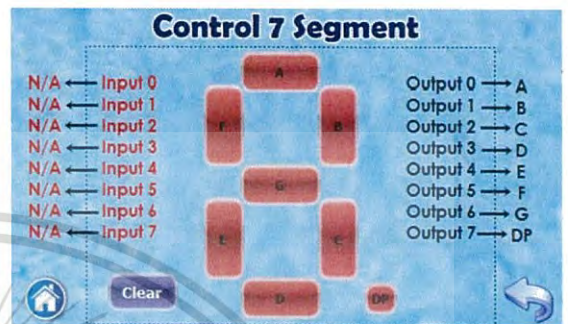 Control 7 Segment
N/A ← Input 0
N/A ← Input 1
N/A ← Input 2
N/A ← Input 3
N/A ← Input 4
N/A ← Input 5
N/A ← Input 6
N/A ← Input 7
A
F
B
G
E
C
D
DP
Output 0 → A
Output 1 → B
Output 2 → C
Output 3 → D
Output 4 → E
Output 5 → F
Output 6 → G
Output 7 → DP
Clear